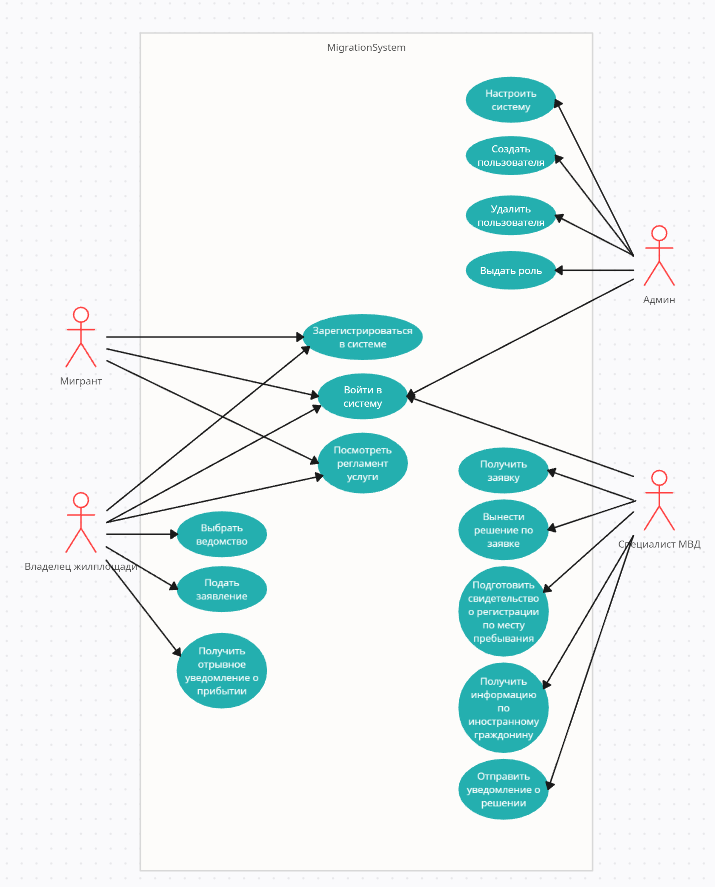 MigrationSystem
Настроить
систему
Создать
пользователя
Удалить
пользователя
Выдать роль
Админ
Зарегистрироваться
в системе
Мигрант
Войти в
систему
Посмотреть
регламент
услуги
Получить
заявку
Вынести
решение по
заявке
Специалист МВД
Выбрать
ведомство
Владелец жилплощади
Подать
заявление
Подготовить
свидетельство
о регистрации
по месту
пребывания
Получить
отрывное
уведомление о
прибытии
Получить
информацию
по
иностранному
граждонину
Отправить
уведомление о
решении